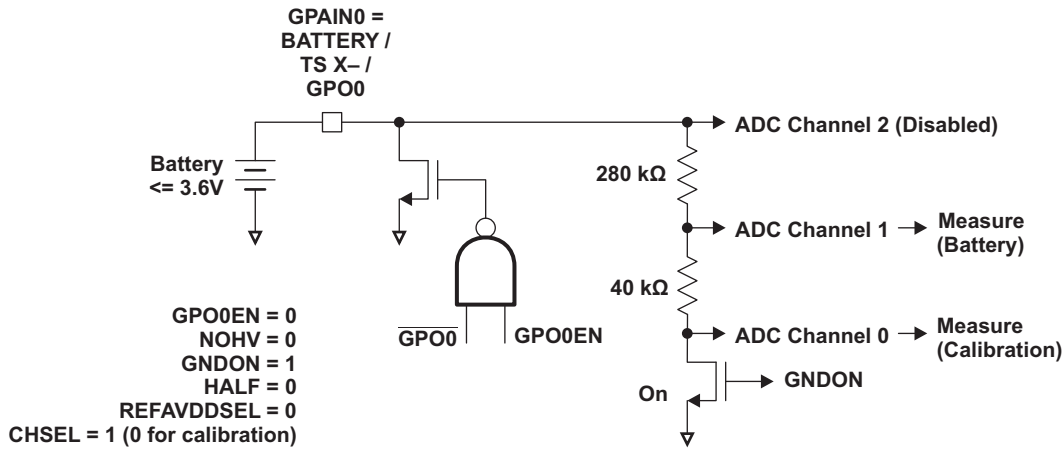 GPAIN0 =
BATTERY /
TS X– /
GPO0
Battery
<= 3.6V
ADC Channel 2 (Disabled)
280 kΩ
ADC Channel 1
Measure
(Battery)
40 kΩ
ADC Channel 0
Measure
(Calibration)
GPO0
GPO0EN
On
GNDON
GPO0EN = 0
NOHV = 0
GNDON = 1
HALF = 0
REFAVDDSEL = 0
CHSEL = 1 (0 for calibration)